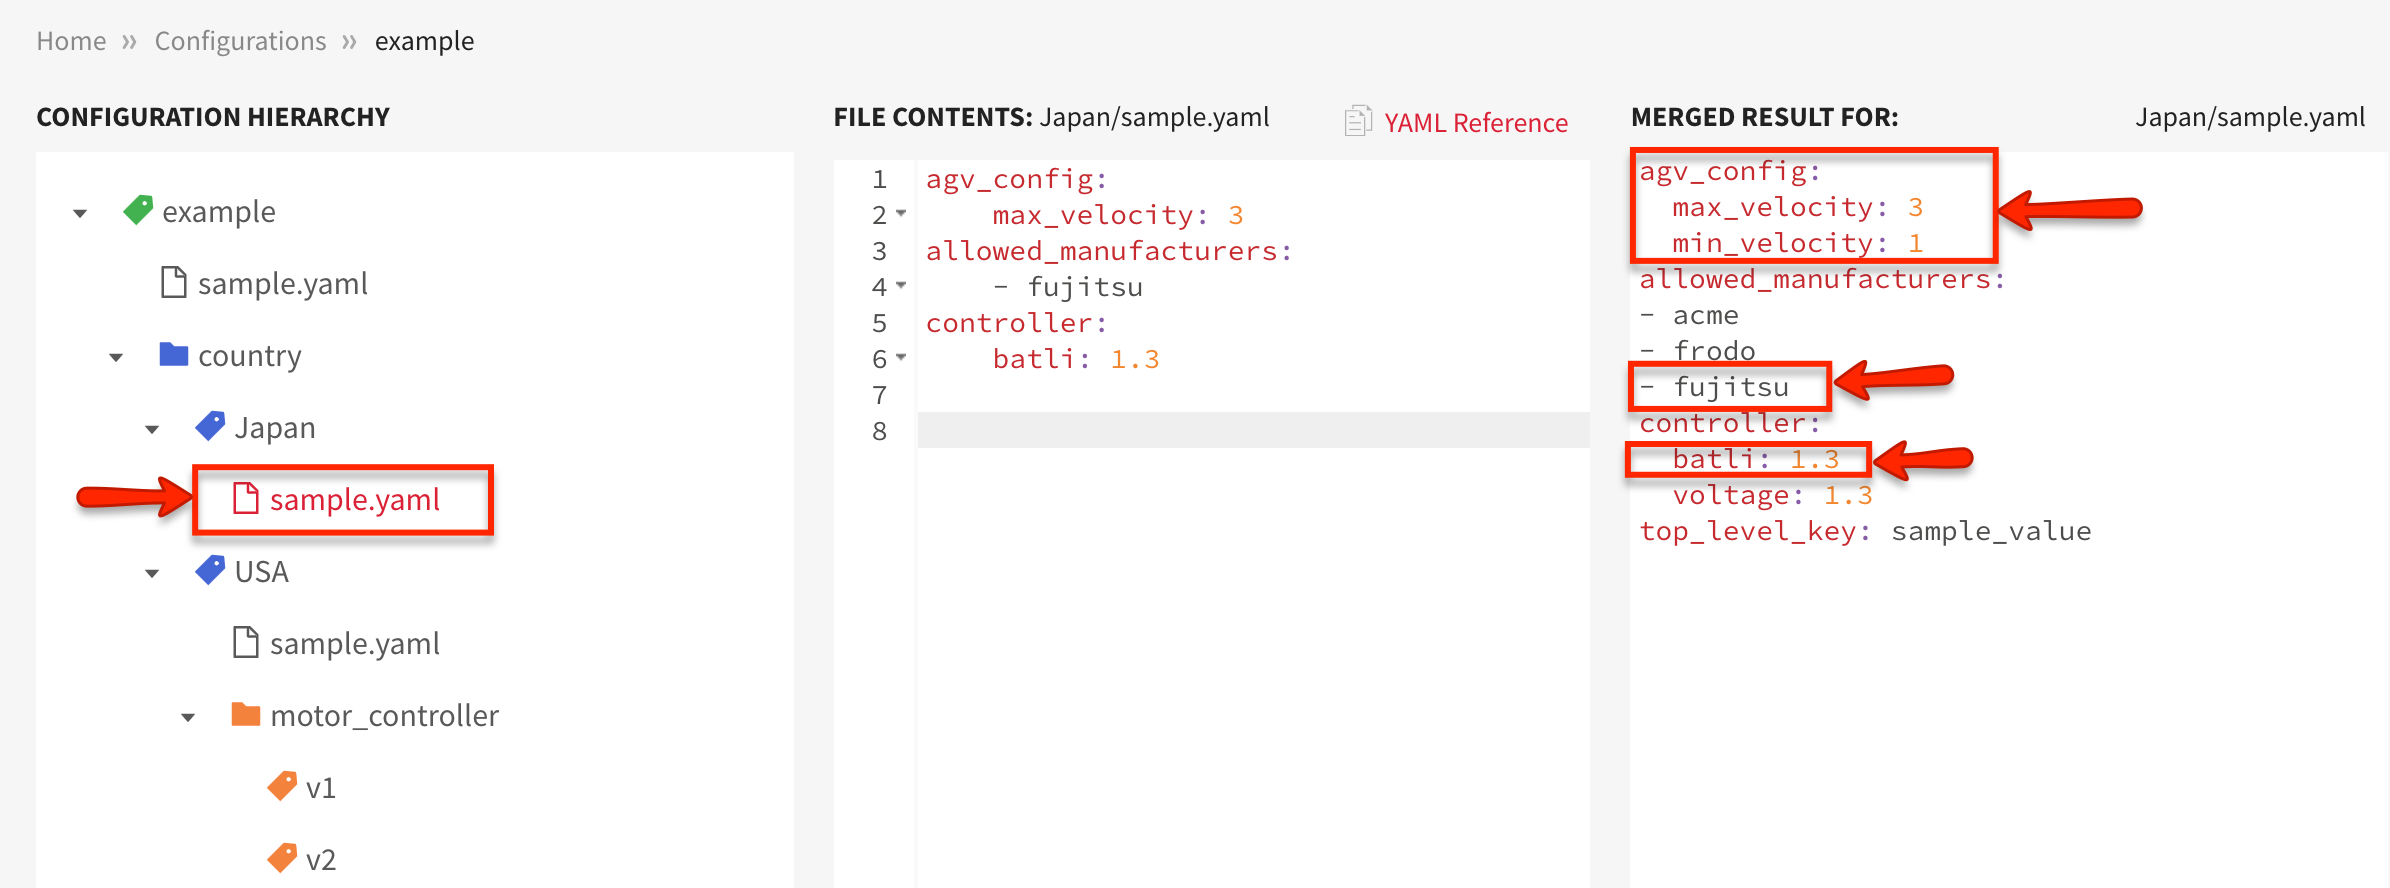 Home » Configurations » example
CONFIGURATION HIERARCHY
example
sample.yaml
country
Japan
sample.yaml
USA
sample.yaml
motor_controller
v1
v2
FILE CONTENTS: Japan/sample.yaml
YAML Reference
1 agv_config:
2     max_velocity: 3
3 allowed_manufacturers:
4     - fujitsu
5 controller:
6     batli: 1.3
7
8
MERGED RESULT FOR: Japan/sample.yaml
agv_config:
  max_velocity: 3
  min_velocity: 1
allowed_manufacturers:
- acme
- frodo
- fujitsu
controller:
  batli: 1.3
  voltage: 1.3
top_level_key: sample_value